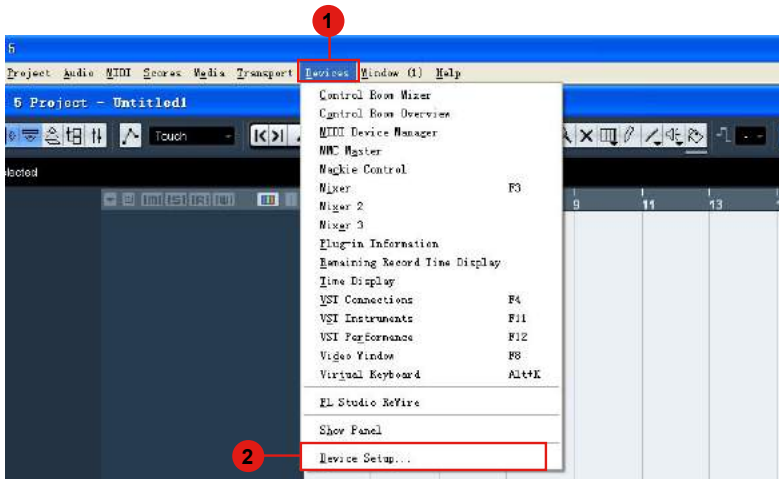 1
5
Project Audio MIDI Scores Media Transport Devices Window (1) Help
5 Project - Untitled1
Touch
lected
Control Room Mixer
Control Room Overview
MIDI Device Manager
MMC Master
Mackie Control
Mixer F3
Mixer 2
Mixer 3
Plug-in Information
Remaining Record Time Display
Time Display
VST Connections F4
VST Instruments F11
VST Performance F12
Video Window F8
Virtual Keyboard Alt+K
FL Studio ReWire
Show Panel
2
Device Setup...
9 11 13